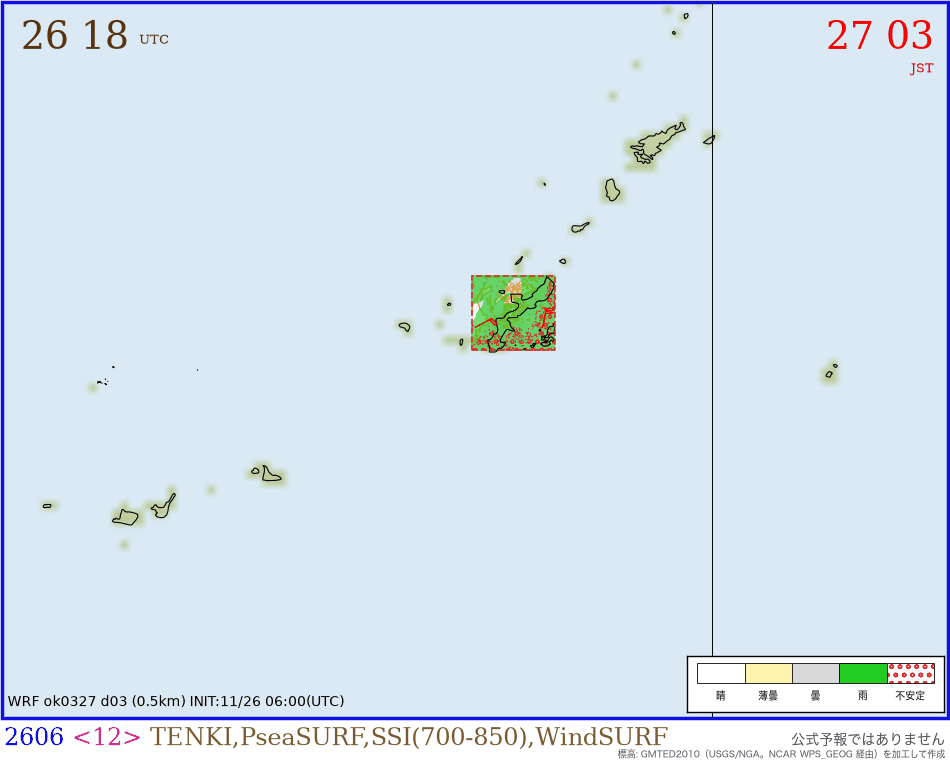 26 18 UTC
27 03
JST
晴 薄曇 曇 雨 不安定
WRF ok0327 d03 (0.5km) INIT:11/26 06:00(UTC)
2606 <12> TENKI,PseaSURF,SSI(700-850),WindSURF
公式予報ではありません
標高: GMTED2010（USGS/NGA。NCAR WPS_GEOG 経由）を加工して作成